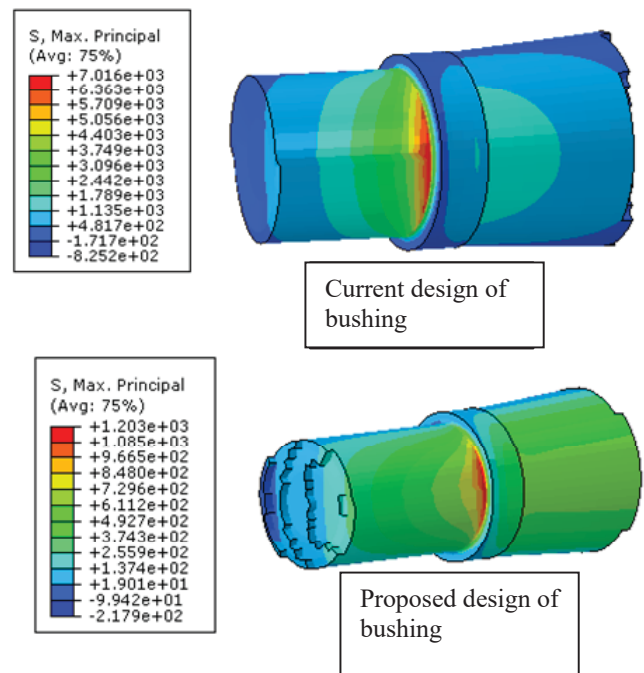 S, Max. Principal
(Avg: 75%)
+7.016e+03
+6.363e+03
+5.709e+03
+5.056e+03
+4.403e+03
+3.749e+03
+3.096e+03
+2.442e+03
+1.789e+03
+1.135e+03
+4.817e+02
-1.717e+02
-8.252e+02
Current design of
bushing
S, Max. Principal
(Avg: 75%)
+1.203e+03
+1.085e+03
+9.665e+02
+8.480e+02
+7.296e+02
+6.112e+02
+4.927e+02
+3.743e+02
+2.559e+02
+1.374e+02
+1.901e+01
-9.942e+01
-2.179e+02
Proposed design of
bushing